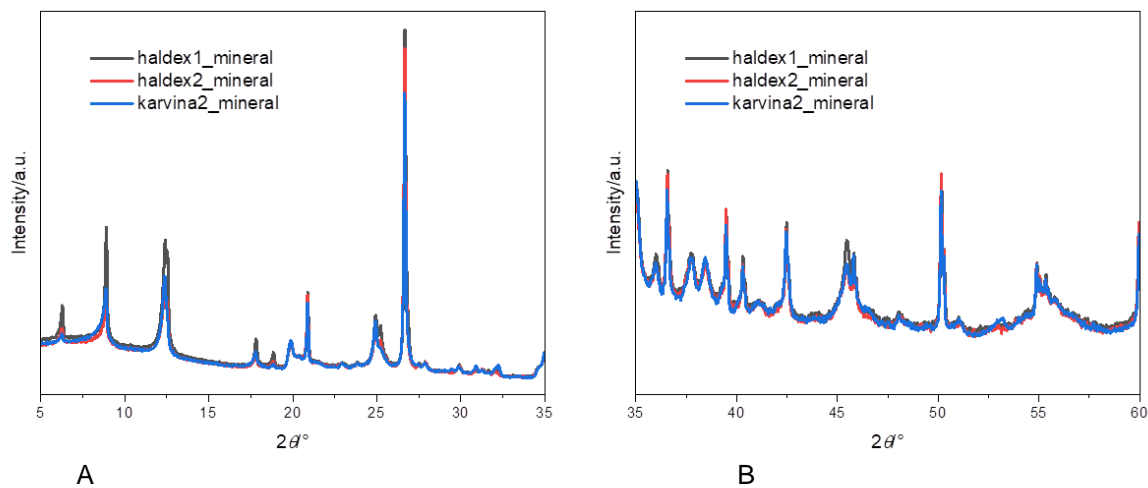 haldex1_mineral
haldex2_mineral
karvina2_mineral
Intensity/a.u.
5 10 15 20 25 30 35
2θ/°
A
haldex1_mineral
haldex2_mineral
karvina2_mineral
Intensity/a.u.
35 40 45 50 55 60
2θ/°
B